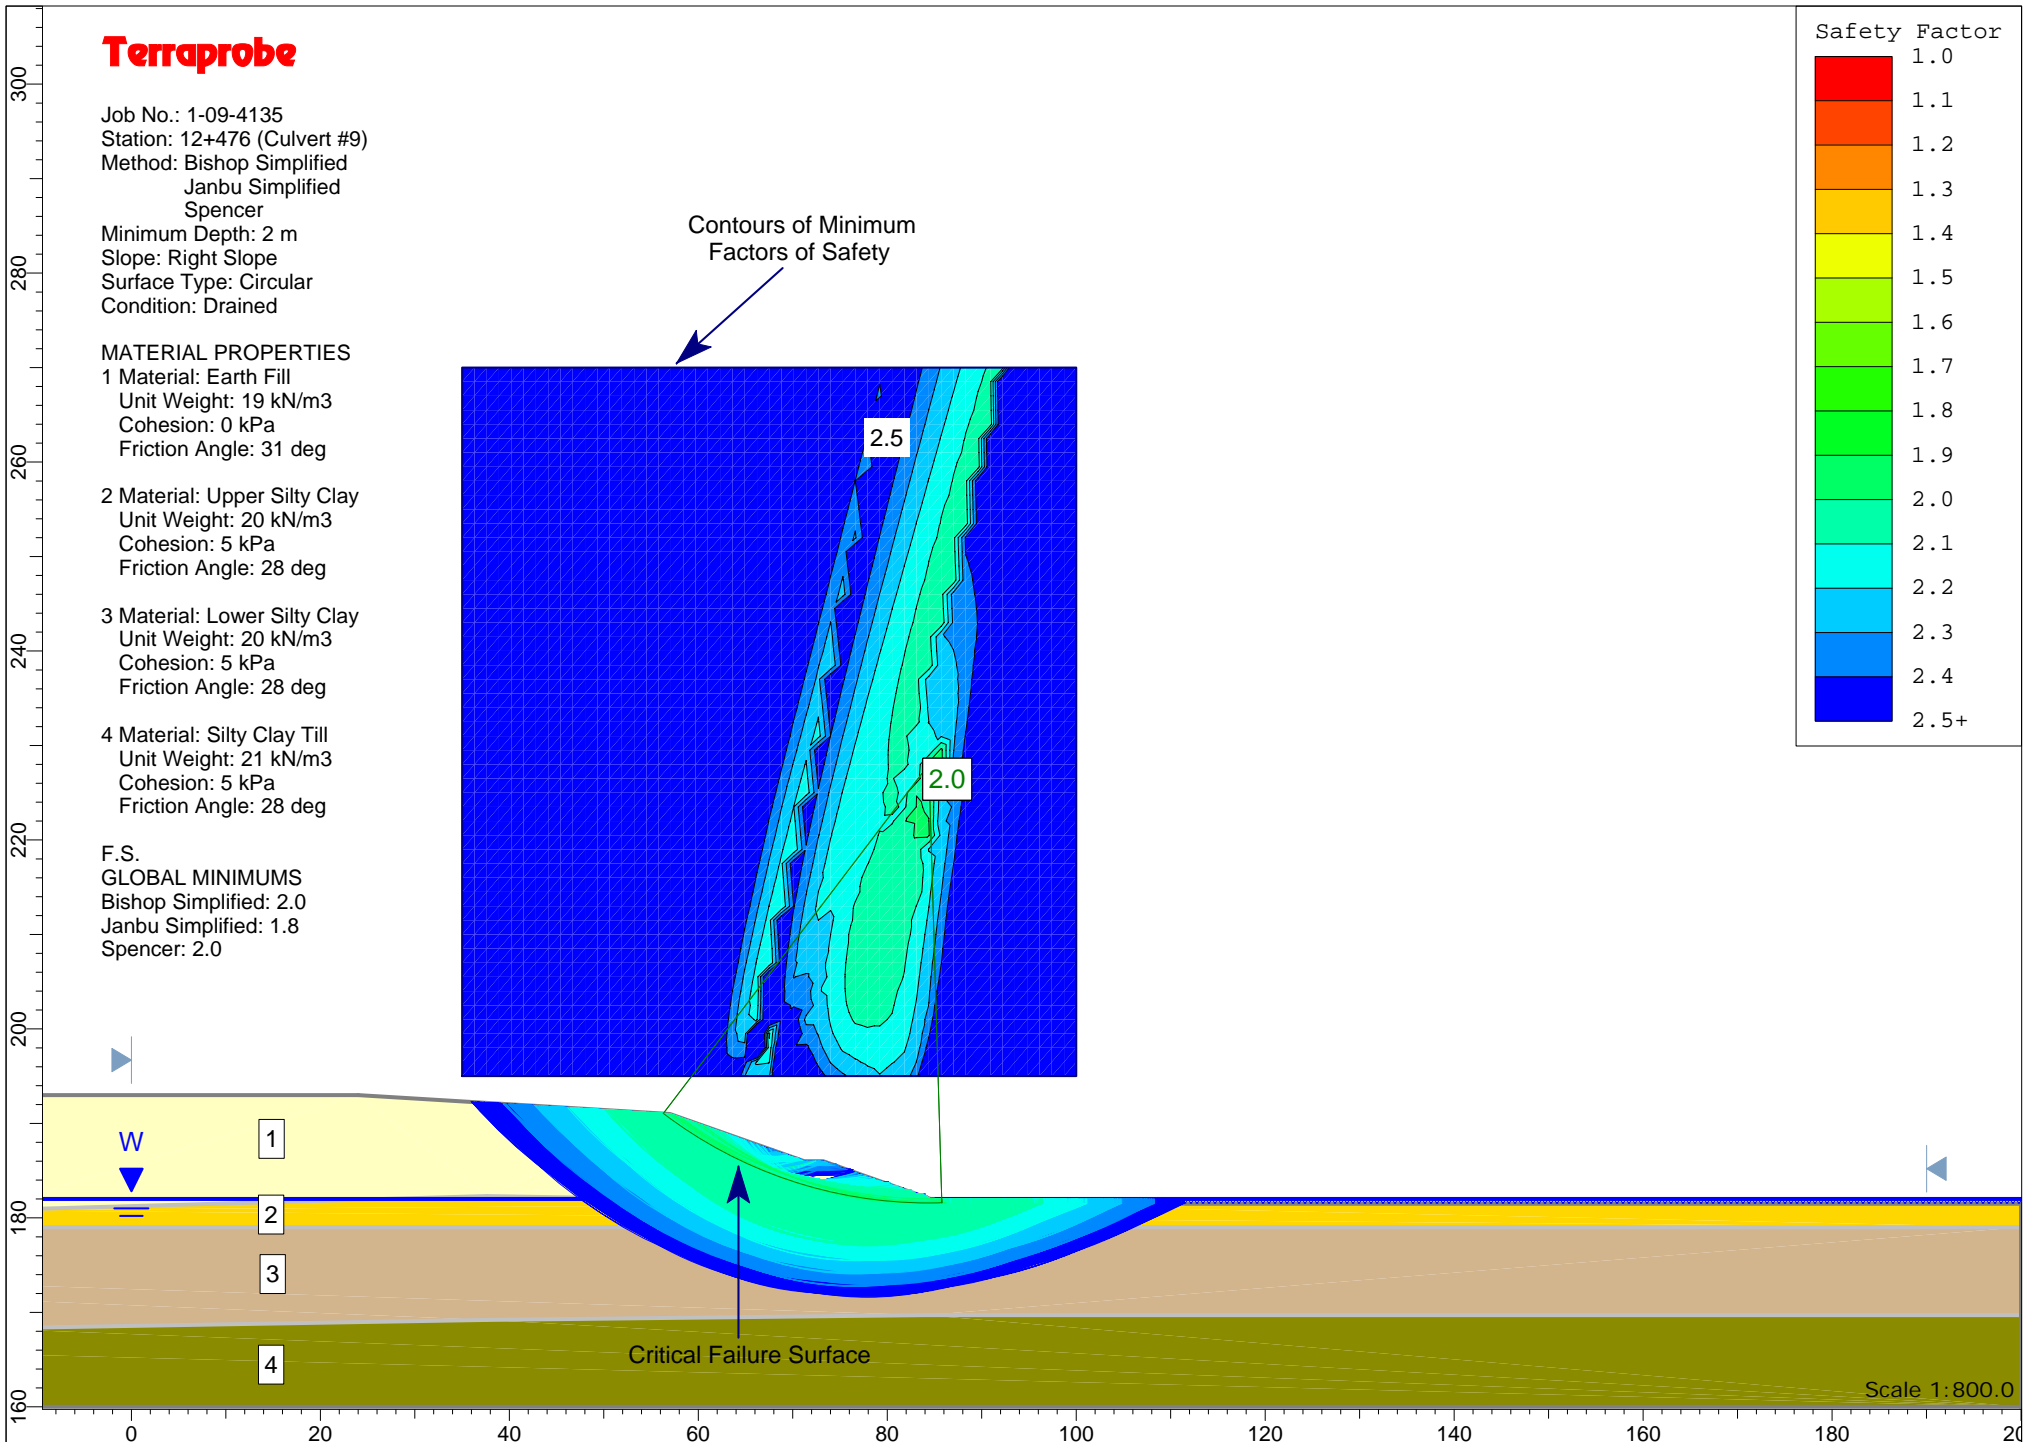 Terraprobe
Job No.: 1-09-4135
Station: 12+476 (Culvert #9)
Method: Bishop Simplified
Janbu Simplified
Spencer
Minimum Depth: 2 m
Slope: Right Slope
Surface Type: Circular
Condition: Drained
MATERIAL PROPERTIES
1 Material: Earth Fill
Unit Weight: 19 kN/m3
Cohesion: 0 kPa
Friction Angle: 31 deg
2 Material: Upper Silty Clay
Unit Weight: 20 kN/m3
Cohesion: 5 kPa
Friction Angle: 28 deg
3 Material: Lower Silty Clay
Unit Weight: 20 kN/m3
Cohesion: 5 kPa
Friction Angle: 28 deg
4 Material: Silty Clay Till
Unit Weight: 21 kN/m3
Cohesion: 5 kPa
Friction Angle: 28 deg
F.S.
GLOBAL MINIMUMS
Bishop Simplified: 2.0
Janbu Simplified: 1.8
Spencer: 2.0
Contours of Minimum
Factors of Safety
2.5
2.0
Safety Factor
1.0
1.1
1.2
1.3
1.4
1.5
1.6
1.7
1.8
1.9
2.0
2.1
2.2
2.3
2.4
2.5+
300
280
260
240
220
200
180
160
W
1
2
3
4
Critical Failure Surface
Scale 1:800.0
0
20
40
60
80
100
120
140
160
180